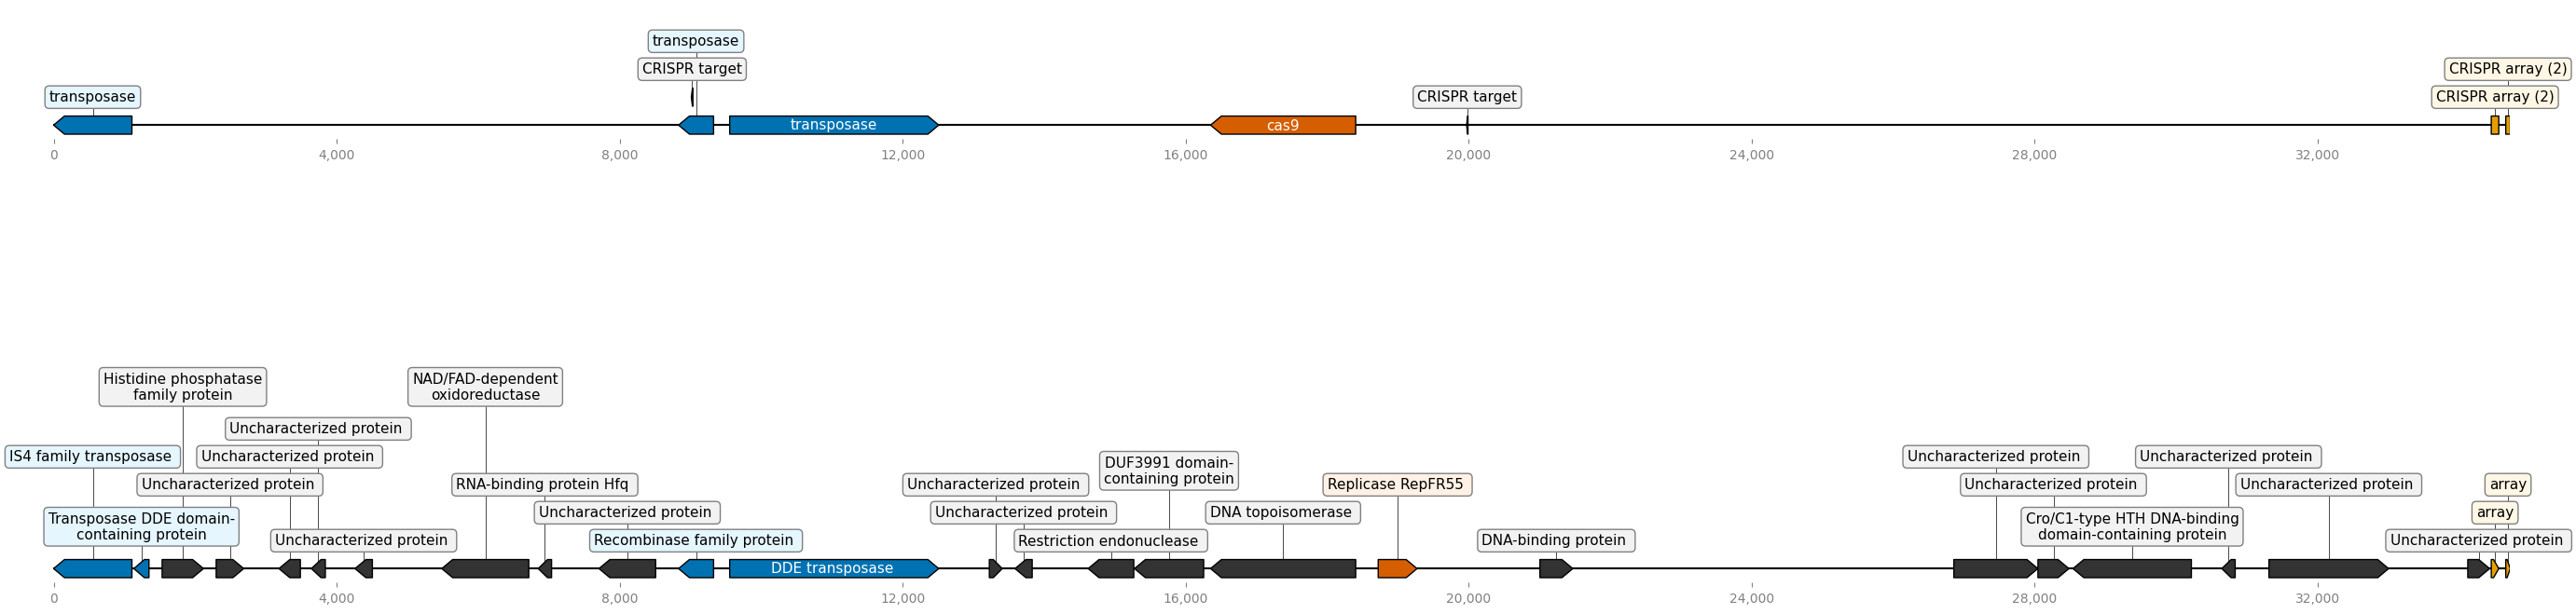 transposase
CRISPR target
CRISPR array (2)
transposase
CRISPR target
CRISPR array (2)
transposase
cas9
0
4,000
8,000
12,000
16,000
20,000
24,000
28,000
32,000
Histidine phosphatase
family protein
NAD/FAD-dependent
oxidoreductase
Uncharacterized protein
IS4 family transposase
Uncharacterized protein
DUF3991 domain-
containing protein
Uncharacterized protein
Uncharacterized protein
Uncharacterized protein
RNA-binding protein Hfq
Uncharacterized protein
Replicase RepFR55
Uncharacterized protein
Uncharacterized protein
array
Transposase DDE domain-
containing protein
Uncharacterized protein
Uncharacterized protein
DNA topoisomerase
Cro/C1-type HTH DNA-binding
domain-containing protein
array
Uncharacterized protein
Recombinase family protein
Restriction endonuclease
DNA-binding protein
Uncharacterized protein
DDE transposase
0
4,000
8,000
12,000
16,000
20,000
24,000
28,000
32,000